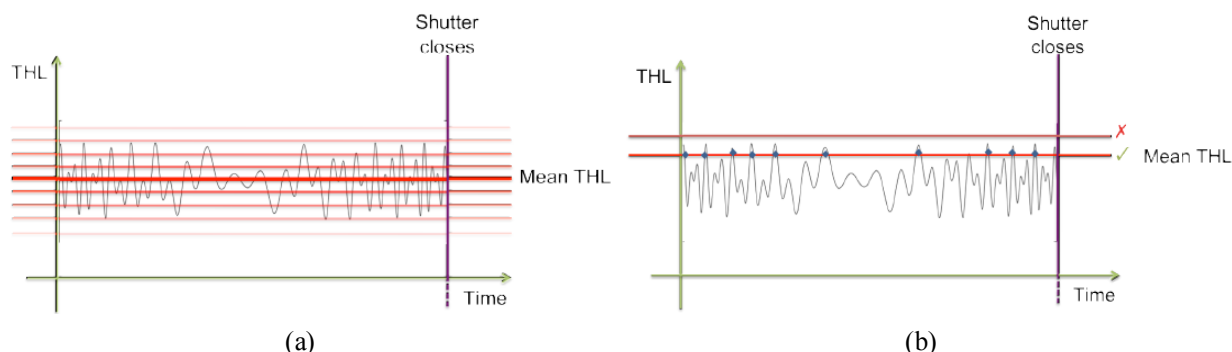 Shutter
closes
THL
Mean THL
Time
(a)
Shutter
closes
THL
✗
✓ Mean THL
Time
(b)